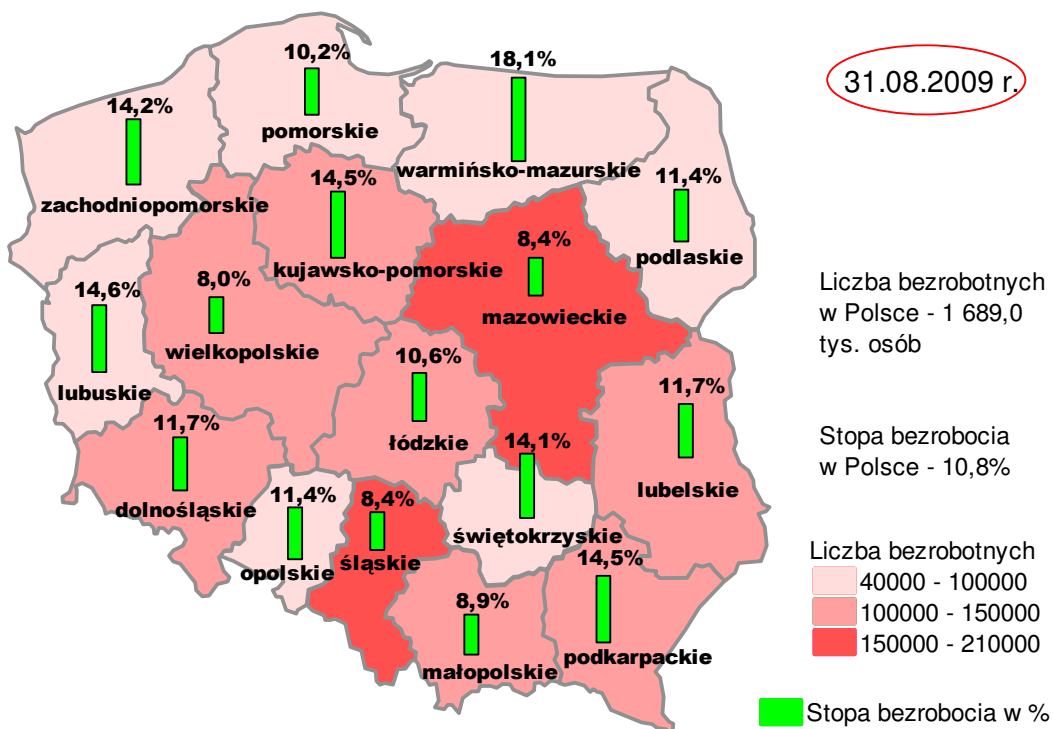 10,2%
pomorskie
18,1%
warmińsko-mazurskie
31.08.2009 r.
14,2%
zachodniopomorskie
14,5%
kujawsko-pomorskie
11,4%
podlaskie
8,4%
mazowieckie
14,6%
lubuskie
8,0%
wielkopolskie
10,6%
łódzkie
11,7%
lubelskie
11,7%
dolnośląskie
11,4%
opolskie
8,4%
śląskie
14,1%
świętokrzyskie
8,9%
małopolskie
14,5%
podkarpackie
Liczba bezrobotnych
w Polsce - 1 689,0
tys. osób
Stopa bezrobocia
w Polsce - 10,8%
Liczba bezrobotnych
40000 - 100000
100000 - 150000
150000 - 210000
Stopa bezrobocia w %